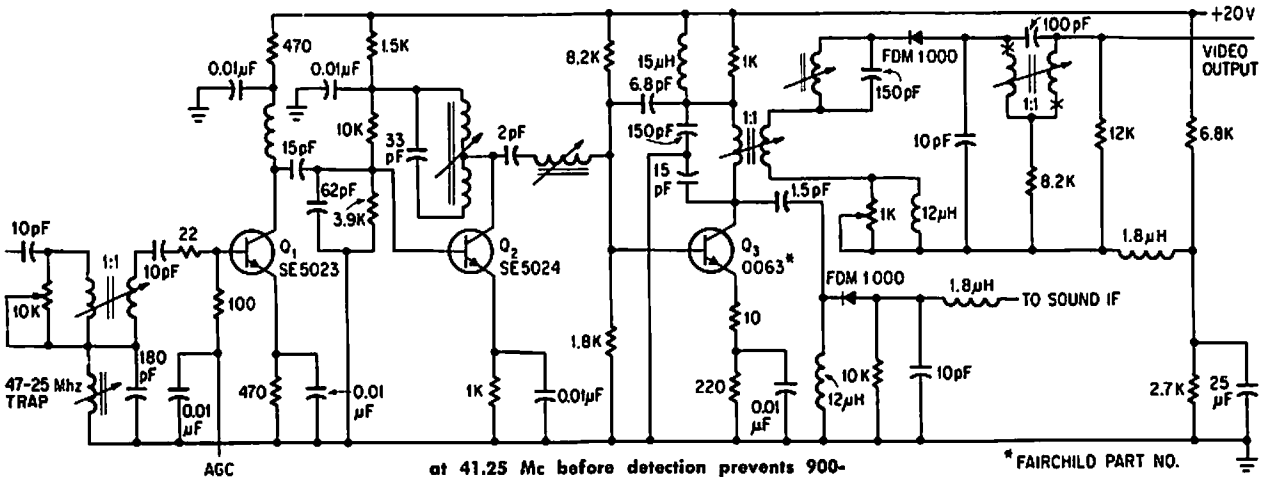 +20V
470
1.5K
8.2K
15μH
1K
FDM 1000
100pF
VIDEO
OUTPUT
0.01μF
0.01μF
6.8pF
150pF
1:1
10K
33
pF
2pF
150pF
1:1
10pF
12K
6.8K
15pF
62pF
3.9K
15
pF
1.5pF
8.2K
1K
12μH
1.8μH
10pF
22
Q1
SE5023
Q2
SE5024
Q3
0063*
1:1
10pF
10K
100
FDM 1000
1.8μH
TO SOUND IF
10
1.8K
47-25 Mhz
TRAP
180
pF
0.01
μF
470
0.01
μF
1K
0.01μF
220
0.01
μF
12μH
10K
10pF
2.7K
25
μF
AGC
at 41.25 Mc before detection prevents 900-
*FAIRCHILD PART NO.